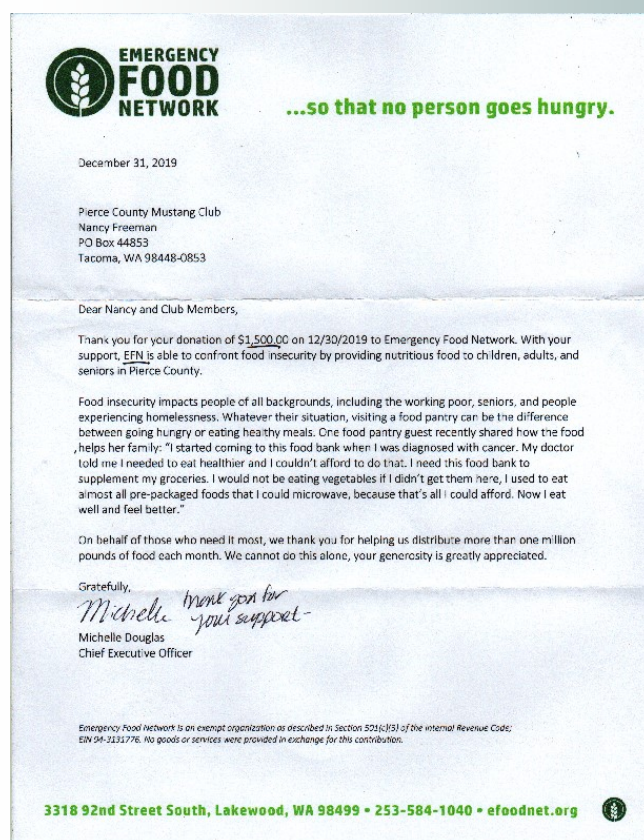 EMERGENCY
FOOD
NETWORK
...so that no person goes hungry.
December 31, 2019
Pierce County Mustang Club
Nancy Freeman
PO Box 44853
Tacoma, WA 98448-0853
Dear Nancy and Club Members,
Thank you for your donation of $1,500.00 on 12/30/2019 to Emergency Food Network. With your
support, EFN is able to confront food insecurity by providing nutritious food to children, adults, and
seniors in Pierce County.
Food insecurity impacts people of all backgrounds, including the working poor, seniors, and people
experiencing homelessness. Whatever their situation, visiting a food pantry can be the difference
between going hungry or eating healthy meals. One food pantry guest recently shared how the food
helps her family: “I started coming to this food bank when I was diagnosed with cancer. My doctor
told me I needed to eat healthier and I couldn’t afford to do that. I need this food bank to
supplement my groceries. I would not be eating vegetables if I didn’t get them here, I used to eat
almost all pre-packaged foods that I could microwave, because that’s all I could afford. Now I eat
well and feel better.”
On behalf of those who need it most, we thank you for helping us distribute more than one million
pounds of food each month. We cannot do this alone, your generosity is greatly appreciated.
Gratefully,
Michelle thank you for
your support-
Michelle Douglas
Chief Executive Officer
Emergency Food Network is an exempt organization as described in Section 501(c)(3) of the Internal Revenue Code;
EIN 94-3131776. No goods or services were provided in exchange for this contribution.
3318 92nd Street South, Lakewood, WA 98499 • 253-584-1040 • efoodnet.org